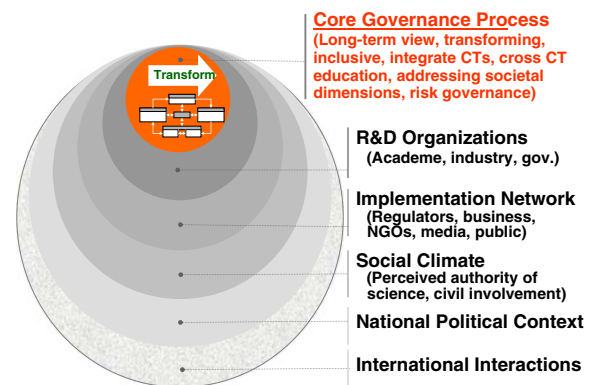 Core Governance Process
(Long-term view, transforming,
inclusive, integrate CTs, cross CT
education, addressing societal
dimensions, risk governance)
Transform
R&D Organizations
(Academe, industry, gov.)
Implementation Network
(Regulators, business,
NGOs, media, public)
Social Climate
(Perceived authority of
science, civil involvement)
National Political Context
International Interactions